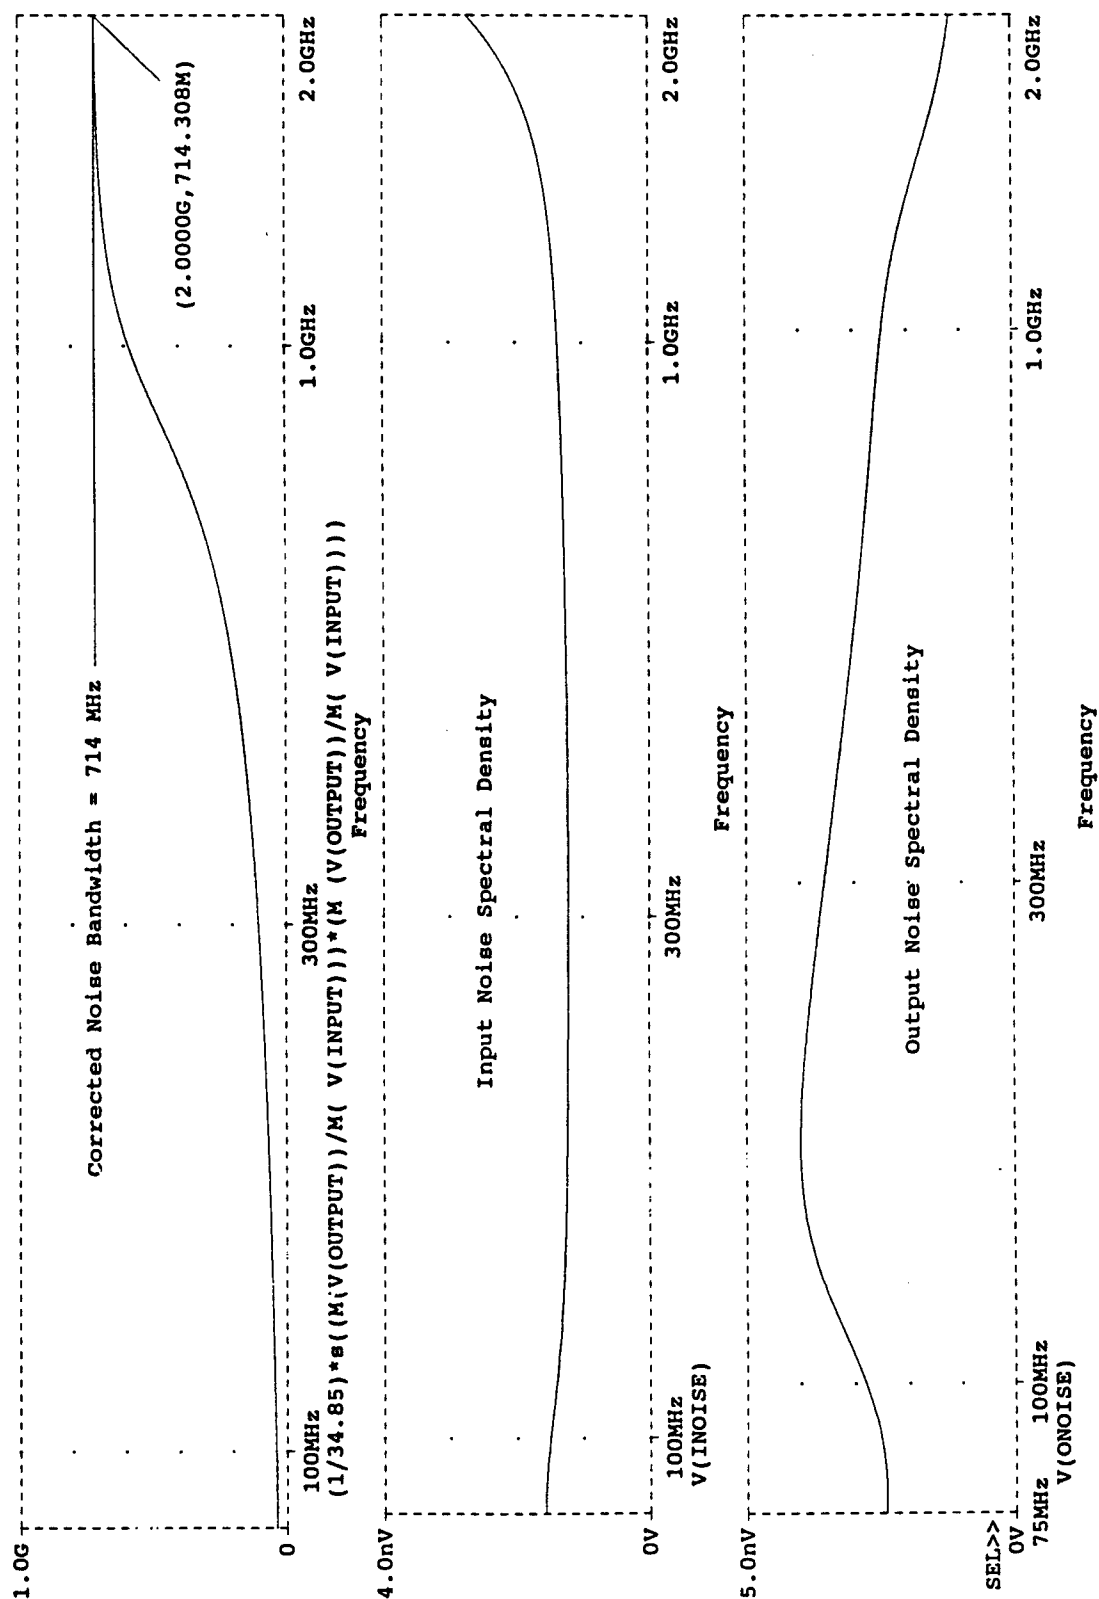 1.0G
Corrected Noise Bandwidth = 714 MHz
(2.0000G,714.308M)
0
100MHz 300MHz 1.0GHz 2.0GHz
(1/34.85)*s((M(V(OUTPUT))/M( V(INPUT)))*(M (V(OUTPUT))/M( V(INPUT))))
Frequency
4.0nV
Input Noise Spectral Density
0V
100MHz 300MHz 1.0GHz 2.0GHz
V(INOISE)
Frequency
5.0nV
Output Noise Spectral Density
SEL>>
0V
75MHz 100MHz 300MHz 1.0GHz 2.0GHz
V(ONOISE)
Frequency